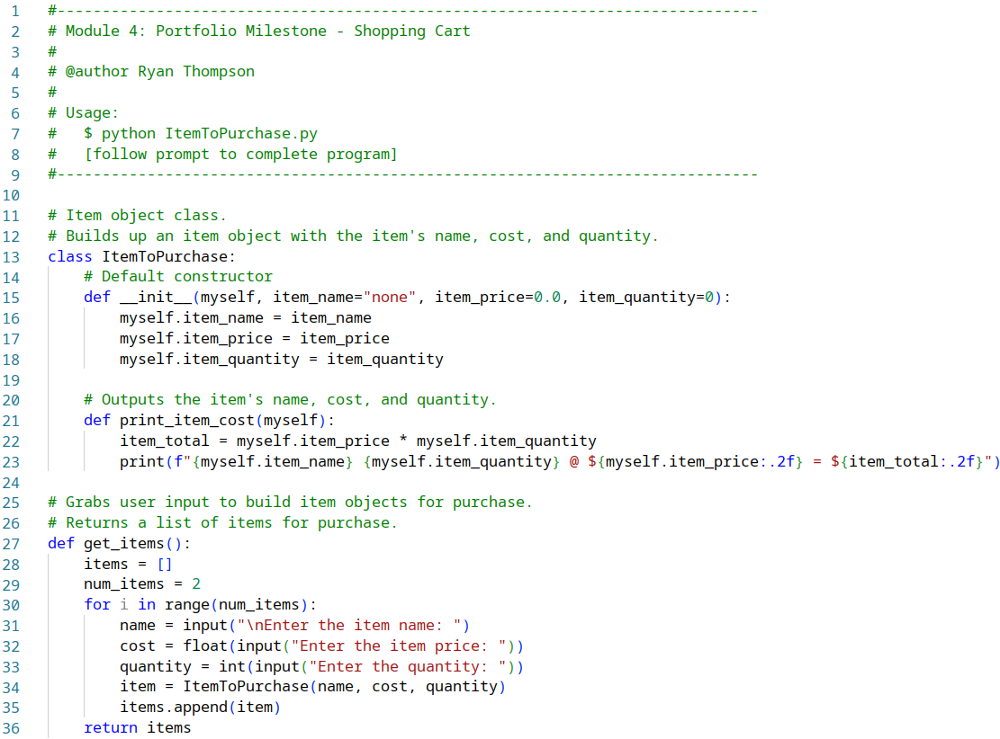 1 #------------------------------------------------------------------------------
2 # Module 4: Portfolio Milestone - Shopping Cart
3 #
4 # @author Ryan Thompson
5 #
6 # Usage:
7 #   $ python ItemToPurchase.py
8 #   [follow prompt to complete program]
9 #------------------------------------------------------------------------------
10
11 # Item object class.
12 # Builds up an item object with the item's name, cost, and quantity.
13 class ItemToPurchase:
14     # Default constructor
15     def __init__(myself, item_name="none", item_price=0.0, item_quantity=0):
16         myself.item_name = item_name
17         myself.item_price = item_price
18         myself.item_quantity = item_quantity
19
20     # Outputs the item's name, cost, and quantity.
21     def print_item_cost(myself):
22         item_total = myself.item_price * myself.item_quantity
23         print(f"{myself.item_name} {myself.item_quantity} @ ${myself.item_price:.2f} = ${item_total:.2f}")
24
25 # Grabs user input to build item objects for purchase.
26 # Returns a list of items for purchase.
27 def get_items():
28     items = []
29     num_items = 2
30     for i in range(num_items):
31         name = input("\nEnter the item name: ")
32         cost = float(input("Enter the item price: "))
33         quantity = int(input("Enter the quantity: "))
34         item = ItemToPurchase(name, cost, quantity)
35         items.append(item)
36     return items